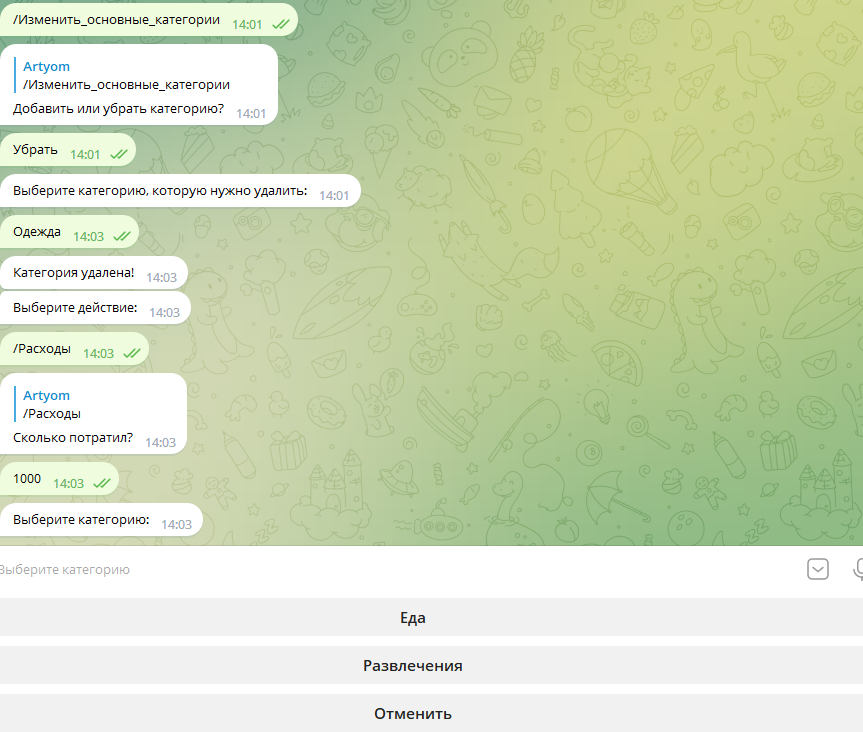 /Изменить_основные_категории 14:01
Artyom
/Изменить_основные_категории
Добавить или убрать категорию? 14:01
Убрать 14:01
Выберите категорию, которую нужно удалить: 14:01
Одежда 14:03
Категория удалена! 14:03
Выберите действие: 14:03
/Расходы 14:03
Artyom
/Расходы
Сколько потратил? 14:03
1000 14:03
Выберите категорию: 14:03
Выберите категорию
Еда
Развлечения
Отменить